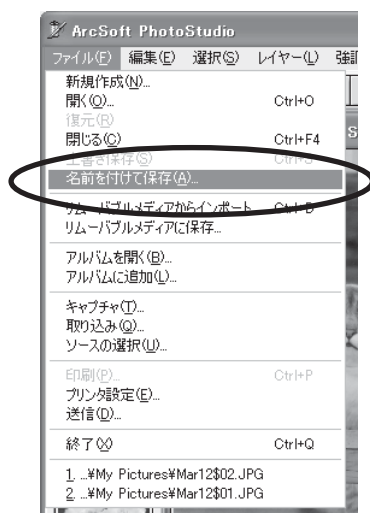 ArcSoft PhotoStudio
ファイル(F) 編集(E) 選択(S) レイヤー(L) 強調
新規作成(N)...
開く(O)... Ctrl+O
復元(R)
閉じる(C) Ctrl+F4
上書き保存(S) Ctrl+S
名前を付けて保存(A)...
リムーバブルメディアからインポート... Ctrl+D
リムーバブルメディアに保存...
アルバムを開く(B)...
アルバムに追加(L)...
キャプチャ(T)...
取り込み(Q)...
ソースの選択(U)...
印刷(P)... Ctrl+P
プリンタ設定(E)...
送信(D)...
終了(X) Ctrl+Q
1. ...¥My Pictures¥Mar12$02.JPG
2. ...¥My Pictures¥Mar12$01.JPG